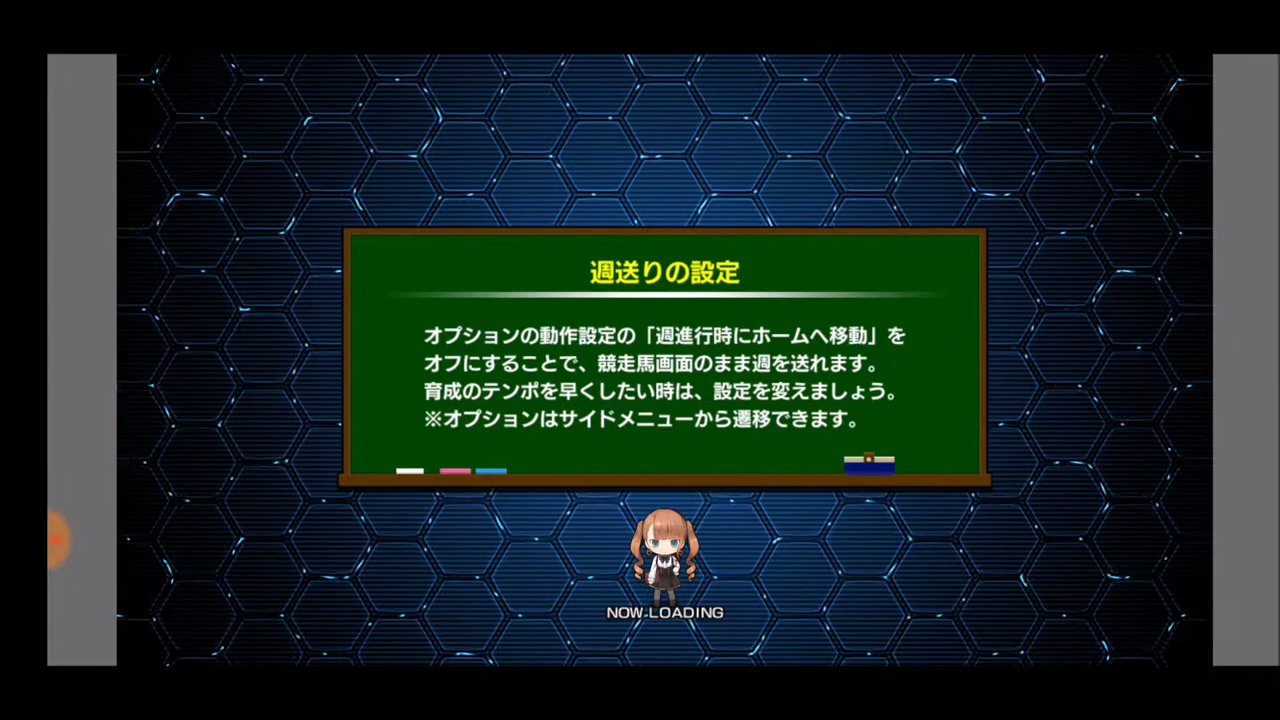 週送りの設定
オプションの動作設定の「週進行時にホームへ移動」を
オフにすることで、競走馬画面のまま週を送れます。
育成のテンポを早くしたい時は、設定を変えましょう。
※オプションはサイドメニューから遷移できます。
NOW LOADING